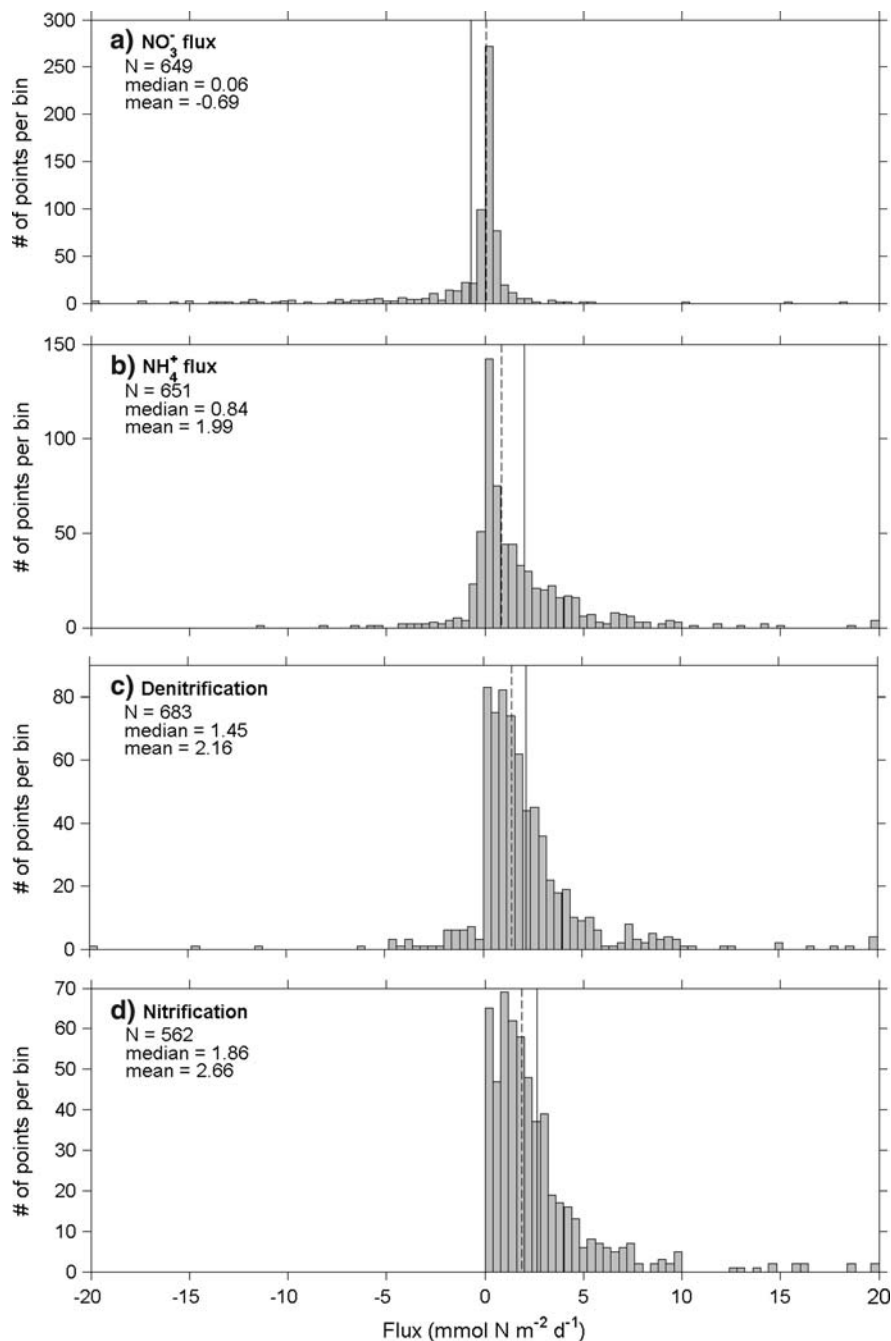 300
250
200
150
100
50
0
# of points per bin
a) NO₃⁻ flux
N = 649
median = 0.06
mean = -0.69
150
100
50
0
# of points per bin
b) NH₄⁺ flux
N = 651
median = 0.84
mean = 1.99
80
60
40
20
0
# of points per bin
c) Denitrification
N = 683
median = 1.45
mean = 2.16
70
60
50
40
30
20
10
0
# of points per bin
d) Nitrification
N = 562
median = 1.86
mean = 2.66
-20 -15 -10 -5 0 5 10 15 20
Flux (mmol N m⁻² d⁻¹)